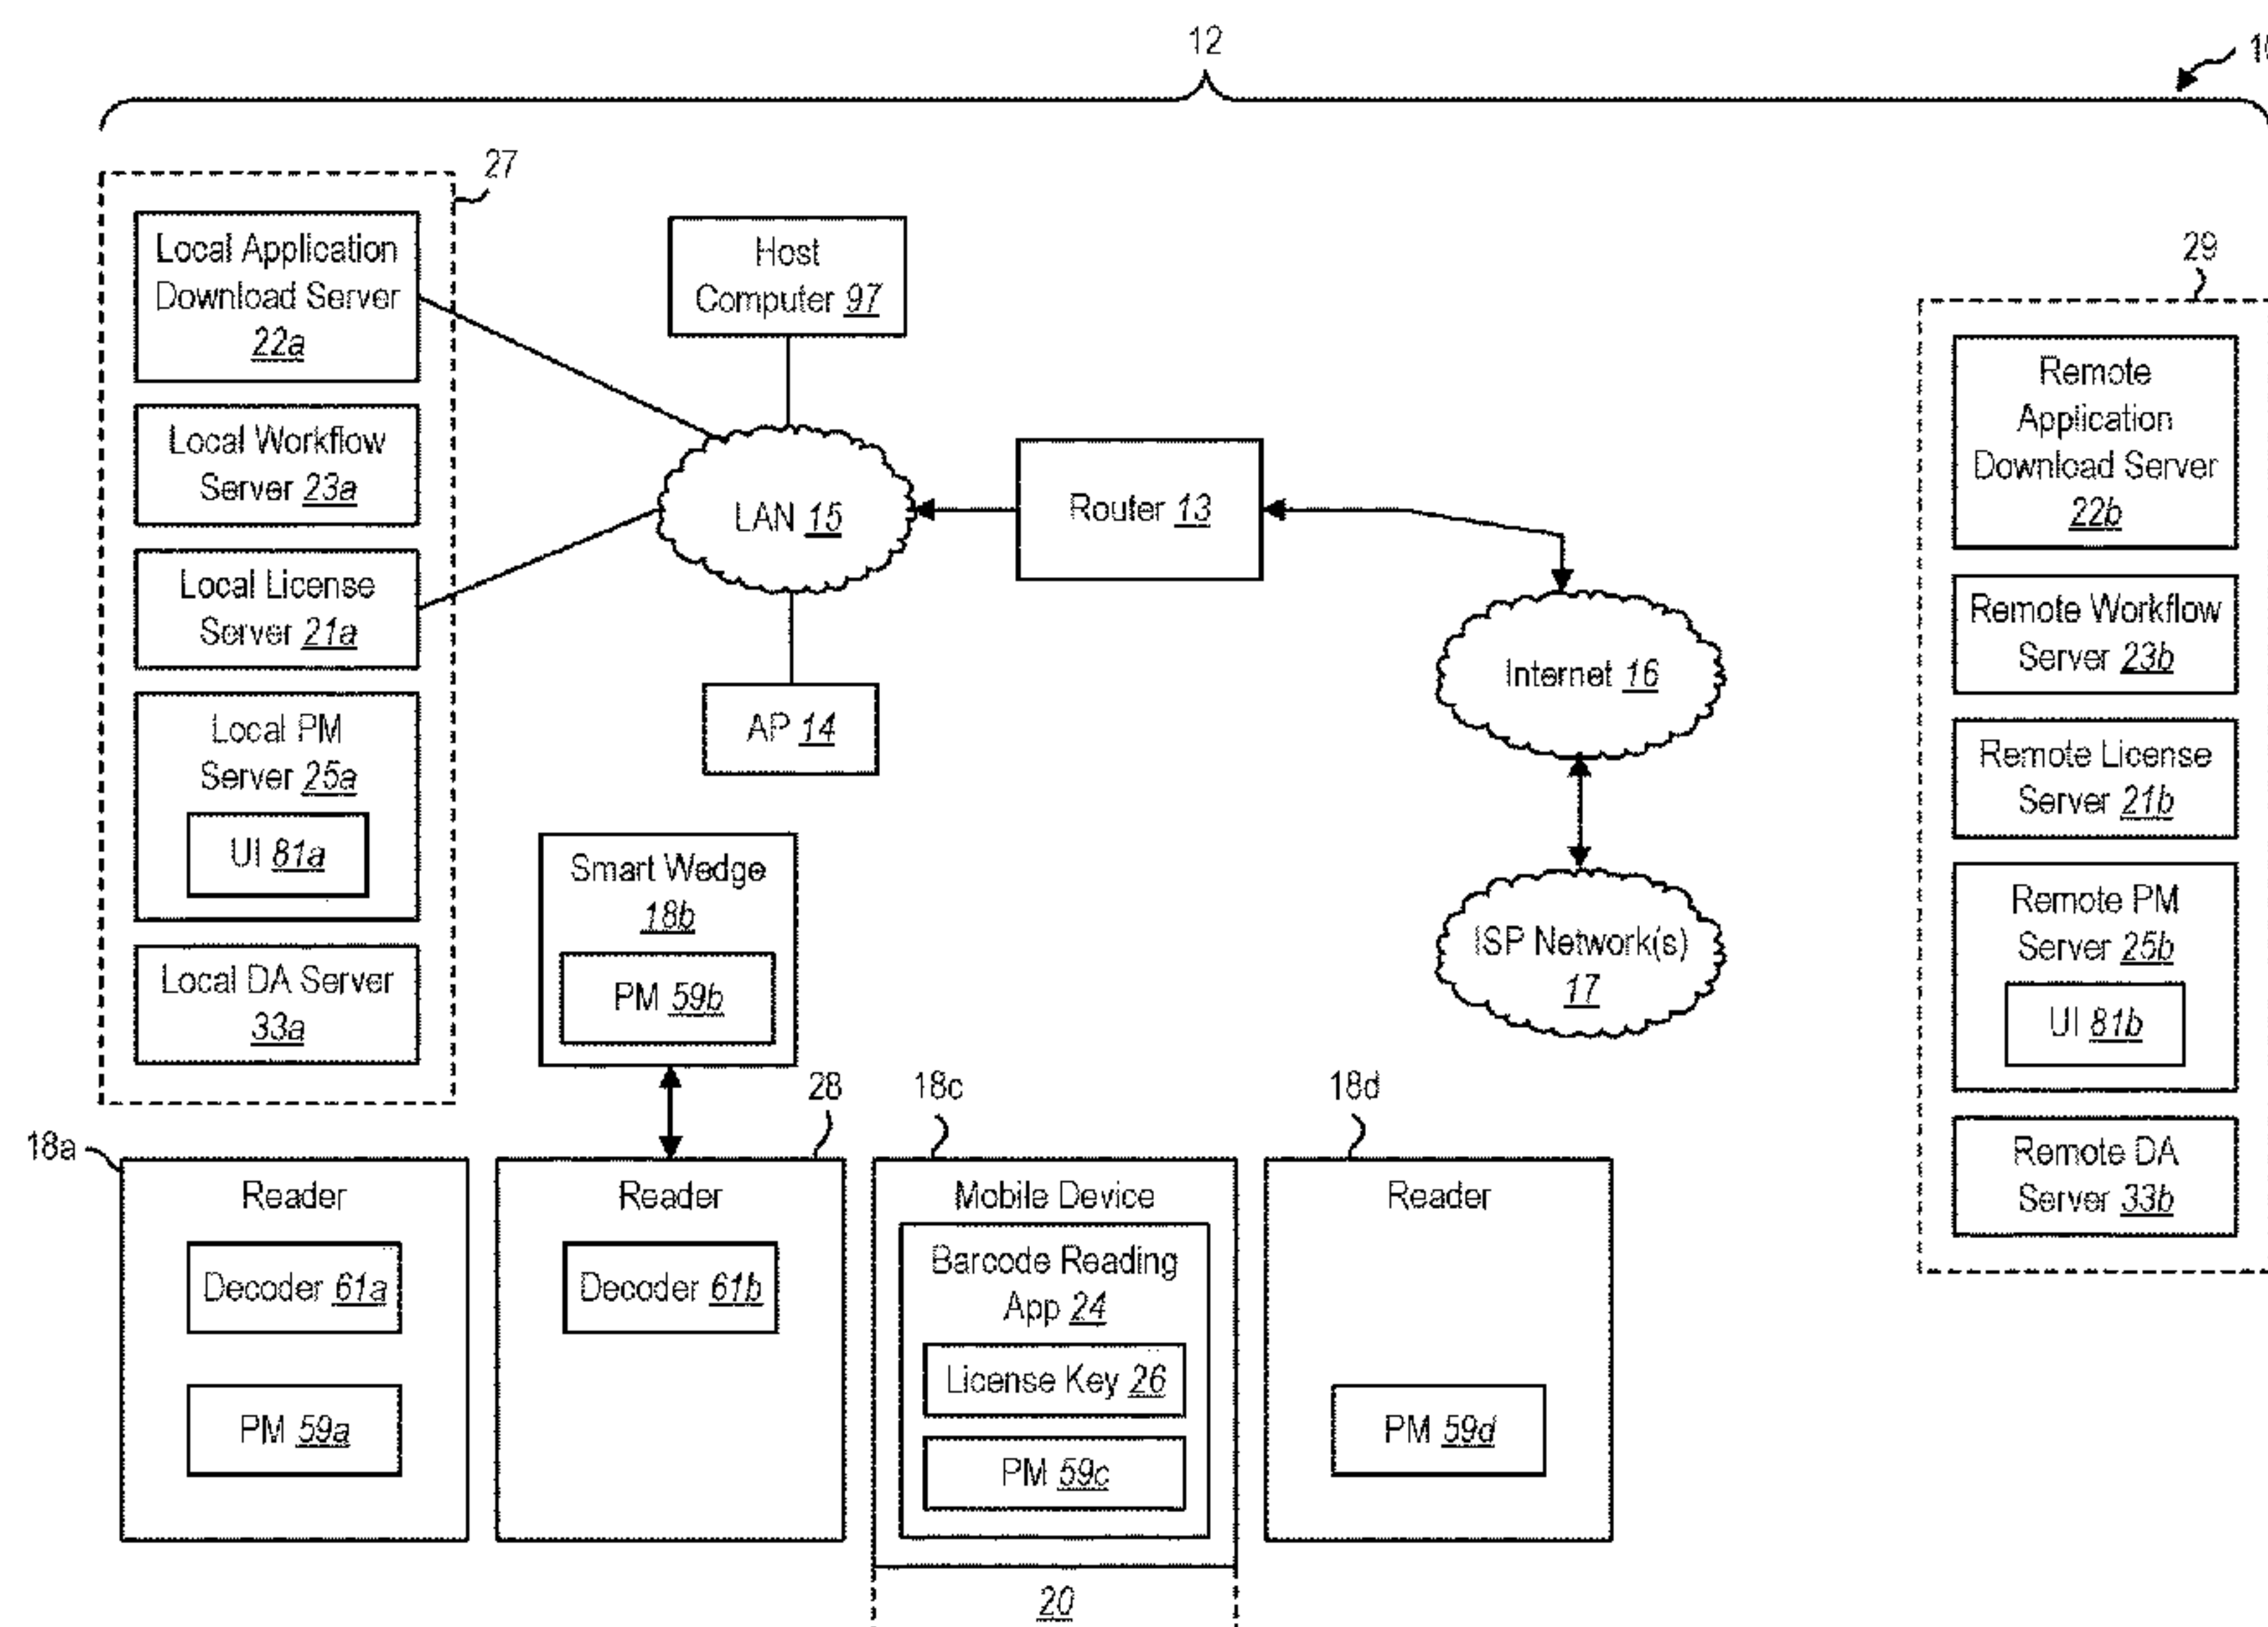 12
27
Local Application
Download Server
22a
Local Workflow
Server 23a
Local License
Server 21a
Local PM
Server 25a
UI 81a
Local DA Server
33a
Host
Computer 97
LAN 15
Router 13
AP 14
Internet 16
ISP Network(s)
17
29
Remote
Application
Download Server
22b
Remote Workflow
Server 23b
Remote License
Server 21b
Remote PM
Server 25b
UI 81b
Remote DA
Server 33b
Smart Wedge
18b
PM 59b
18a
Reader
Decoder 61a
PM 59a
28
Reader
Decoder 61b
18c
Mobile Device
Barcode Reading
App 24
License Key 26
PM 59c
20
18d
Reader
PM 59d